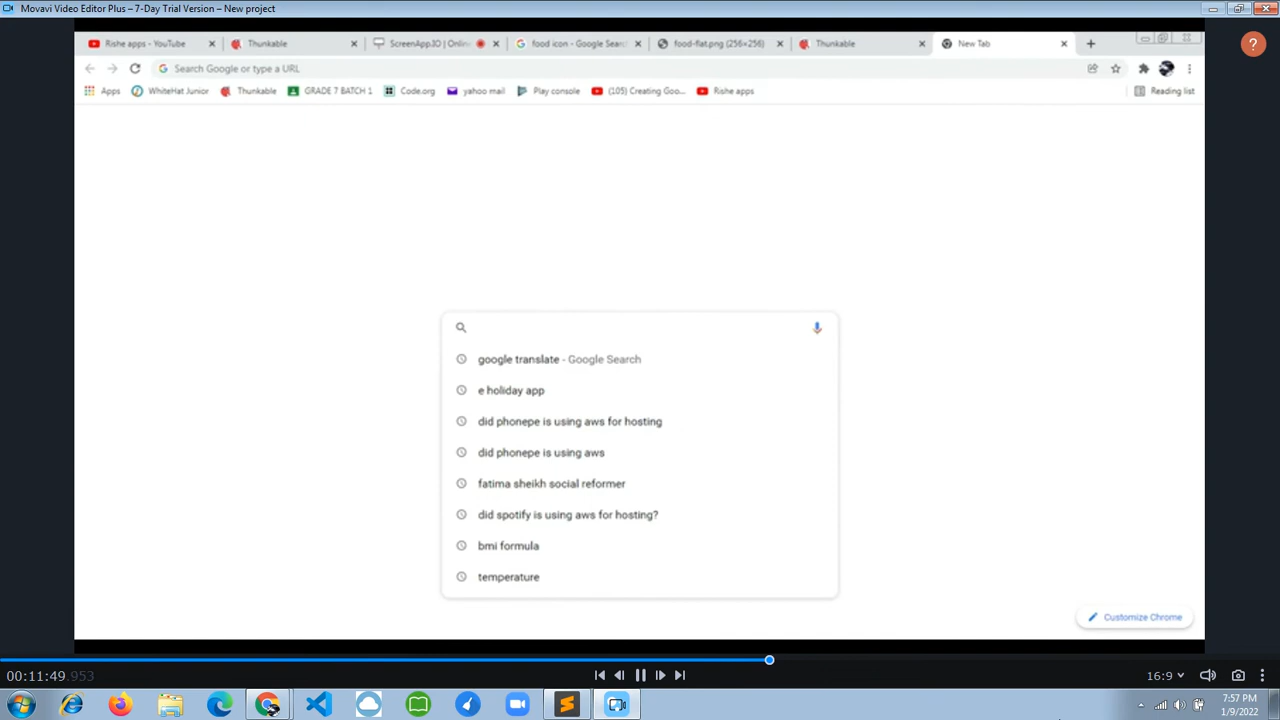 Movavi Video Editor Plus – 7-Day Trial Version – New project
Rishe apps - YouTube
Thunkable
ScreenApp.IO | Onlin
food icon - Google Searc
food-flat.png (256×256)
Thunkable
New Tab
Search Google or type a URL
Apps
WhiteHat Junior
Thunkable
GRADE 7 BATCH 1
Code.org
yahoo mail
Play console
(105) Creating Goo...
Rishe apps
Reading list
google translate - Google Search
e holiday app
did phonepe is using aws for hosting
did phonepe is using aws
fatima sheikh social reformer
did spotify is using aws for hosting?
bmi formula
temperature
Customize Chrome
00:11:49.953
16:9
7:57 PM
1/9/2022